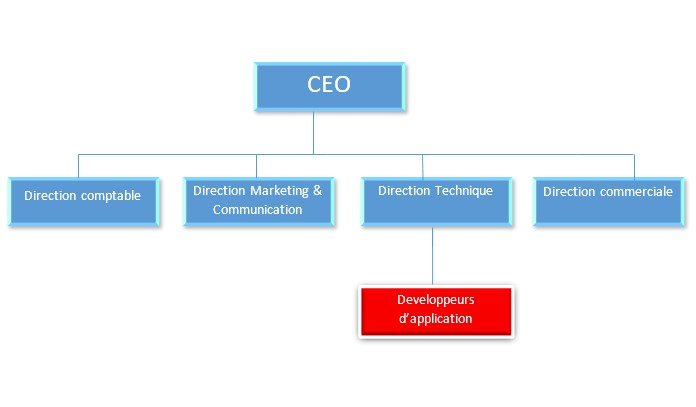 CEO
Direction comptable
Direction Marketing &
Communication
Direction Technique
Direction commerciale
Developpeurs
d’application